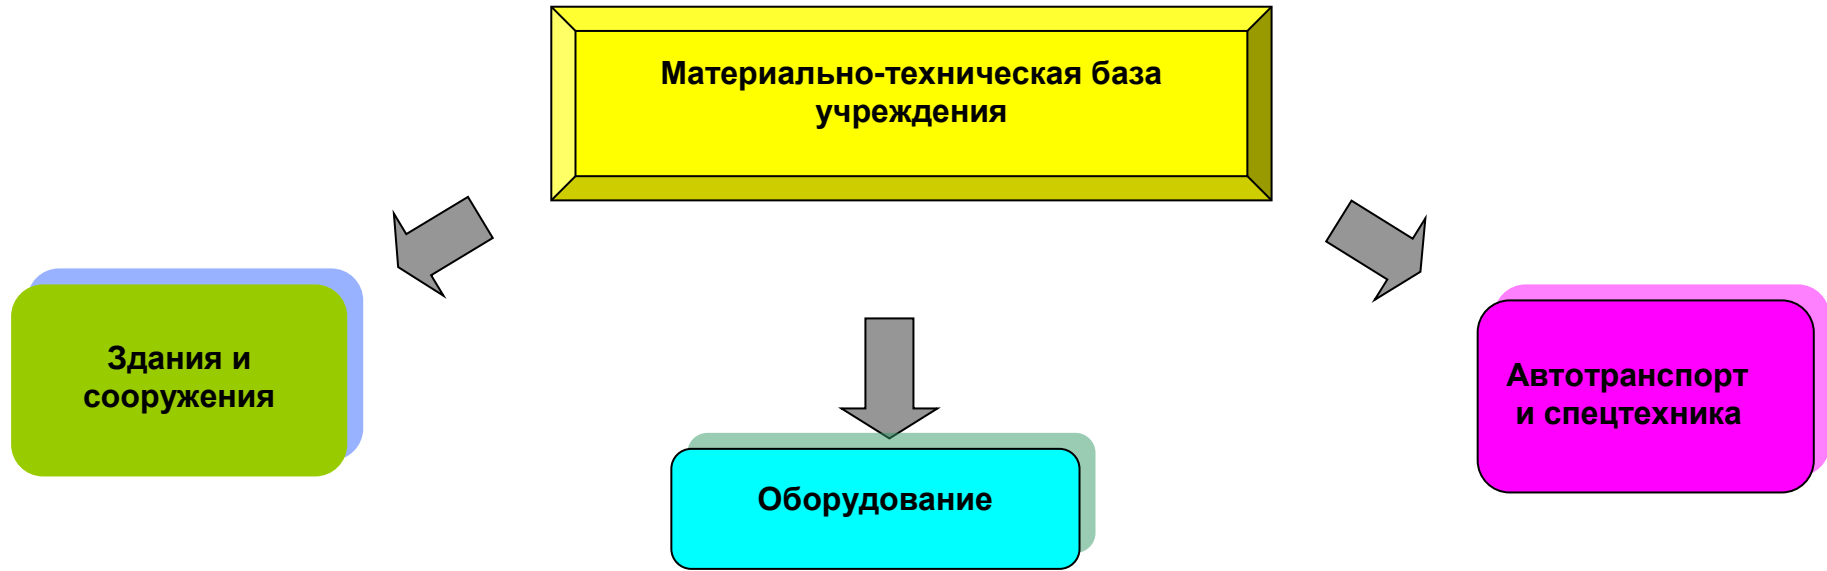 Материально-техническая база
учреждения
Здания и
сооружения
Оборудование
Автотранспорт
и спецтехника